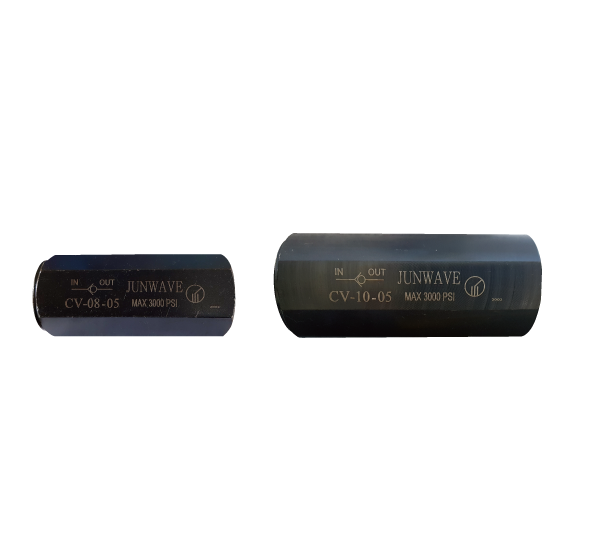 IN OUT JUNWAVE
CV-08-05 MAX 3000 PSI
IN OUT JUNWAVE
CV-10-05 MAX 3000 PSI